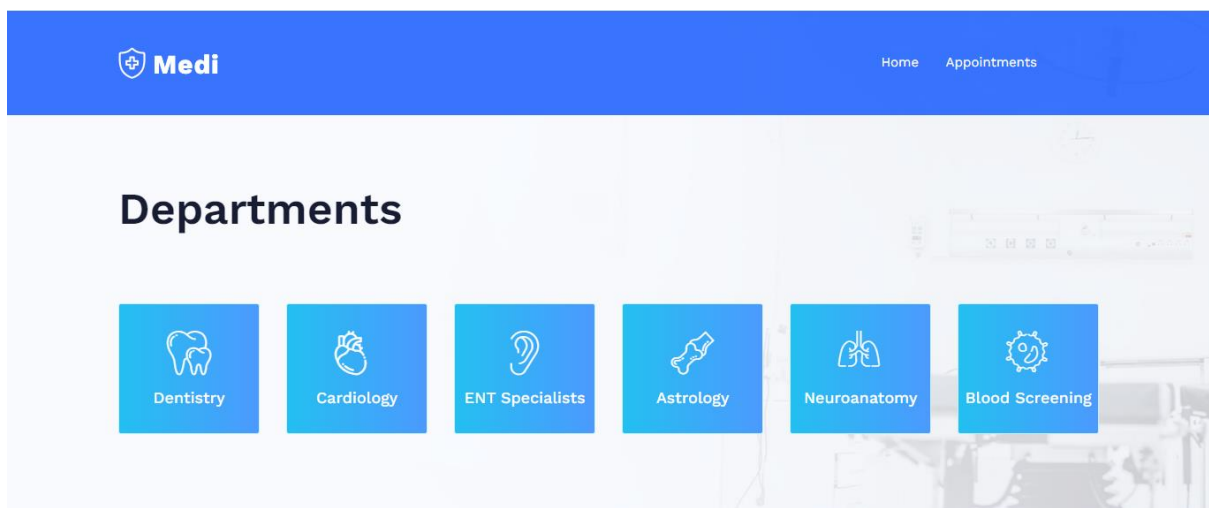 Medi
Home Appointments
Departments
Dentistry Cardiology ENT Specialists Astrology Neuroanatomy Blood Screening